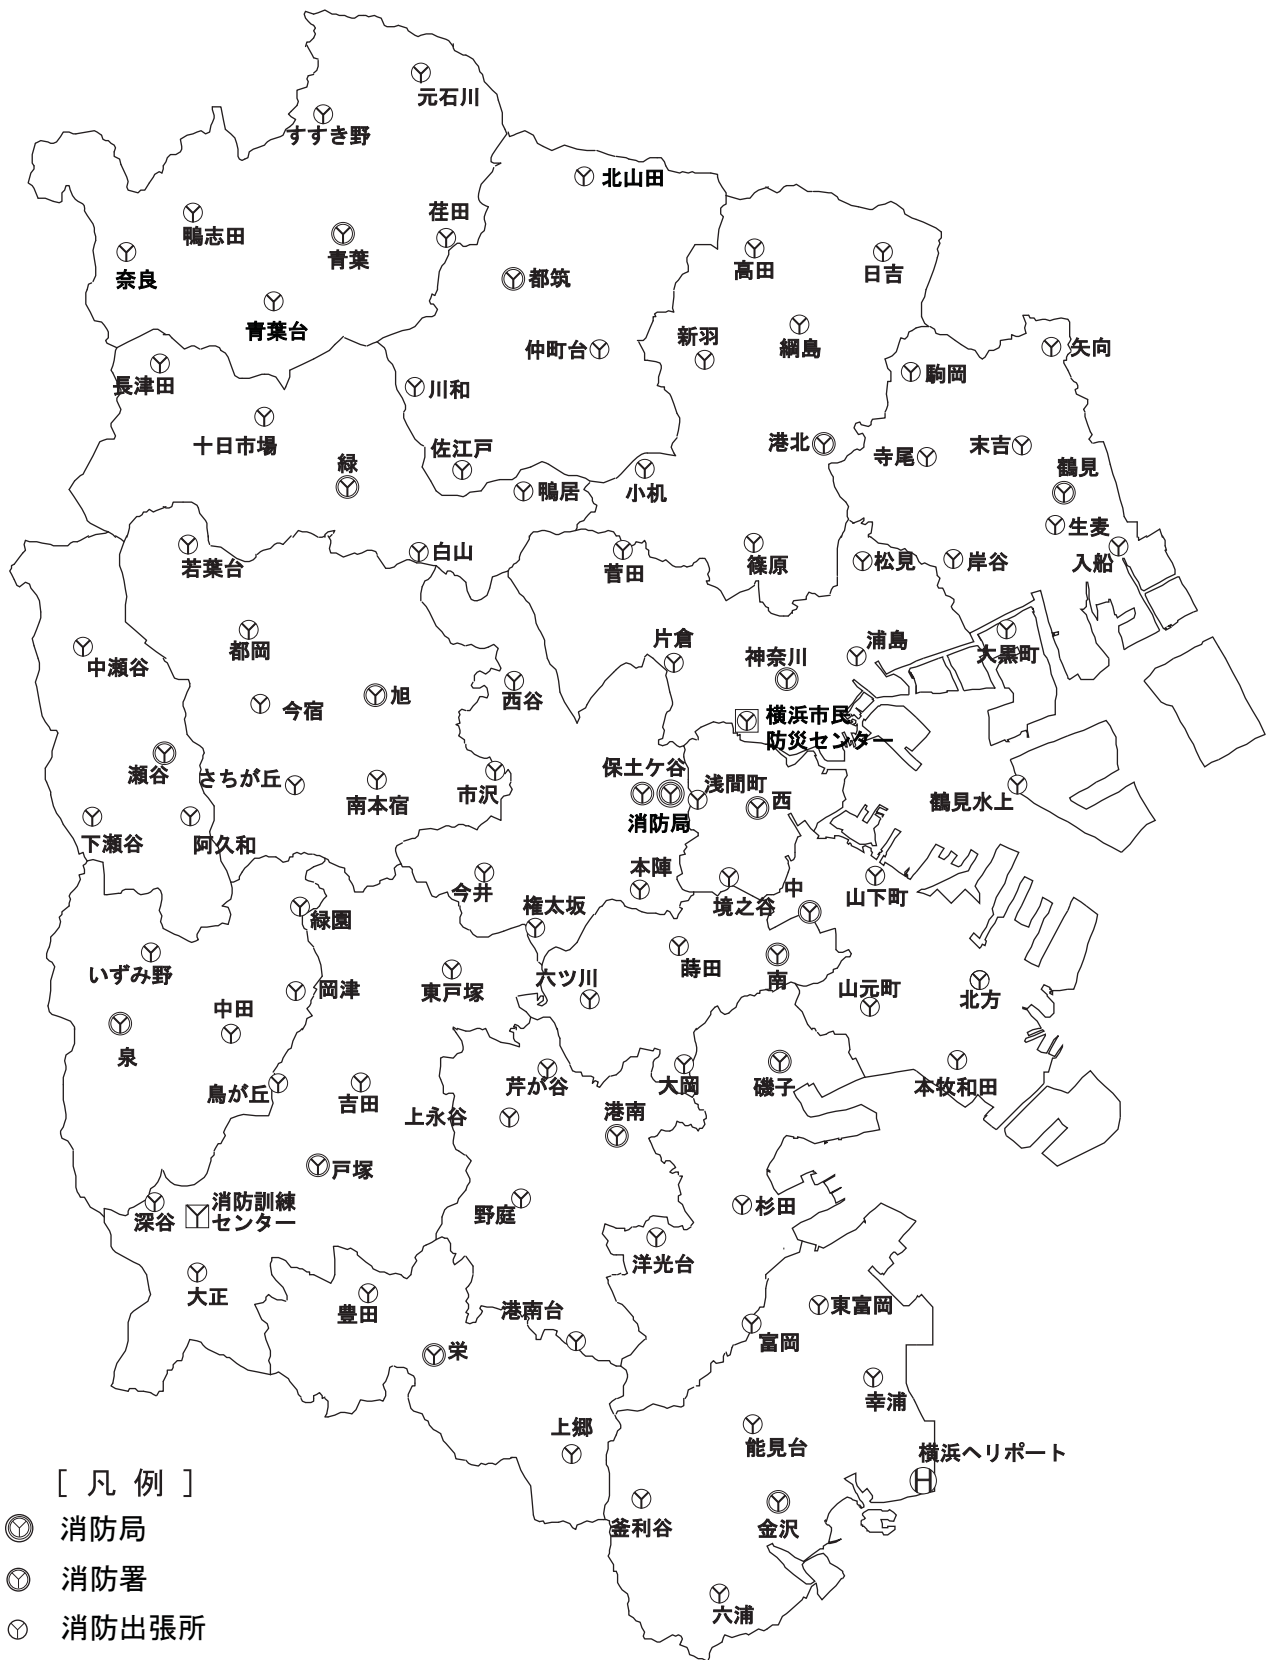 元石川
すすき野
北山田
荏田
鴨志田
青葉
奈良
都筑
高田
日吉
青葉台
新羽
仲町台
綱島
矢向
駒岡
長津田
川和
十日市場
佐江戸
港北
末吉
寺尾
緑
鶴見
鴨居
小机
生麦
白山
若葉台
菅田
篠原
松見
岸谷
入船
都岡
中瀬谷
片倉
神奈川
浦島
大黒町
旭
西谷
今宿
横浜市民
防災センター
瀬谷
さちが丘
南本宿
市沢
保土ケ谷
浅間町
西
鶴見水上
消防局
下瀬谷
阿久和
今井
本陣
境之谷
中
山下町
権太坂
緑園
いずみ野
岡津
東戸塚
六ツ川
蒔田
南
山元町
北方
中田
泉
鳥が丘
吉田
芹が谷
大岡
磯子
本牧和田
上永谷
港南
戸塚
深谷
消防訓練
センター
野庭
杉田
洋光台
大正
豊田
港南台
東富岡
富岡
栄
幸浦
上郷
能見台
横浜ヘリポート
釜利谷
金沢
六浦
［ 凡 例 ］
消防局
消防署
消防出張所